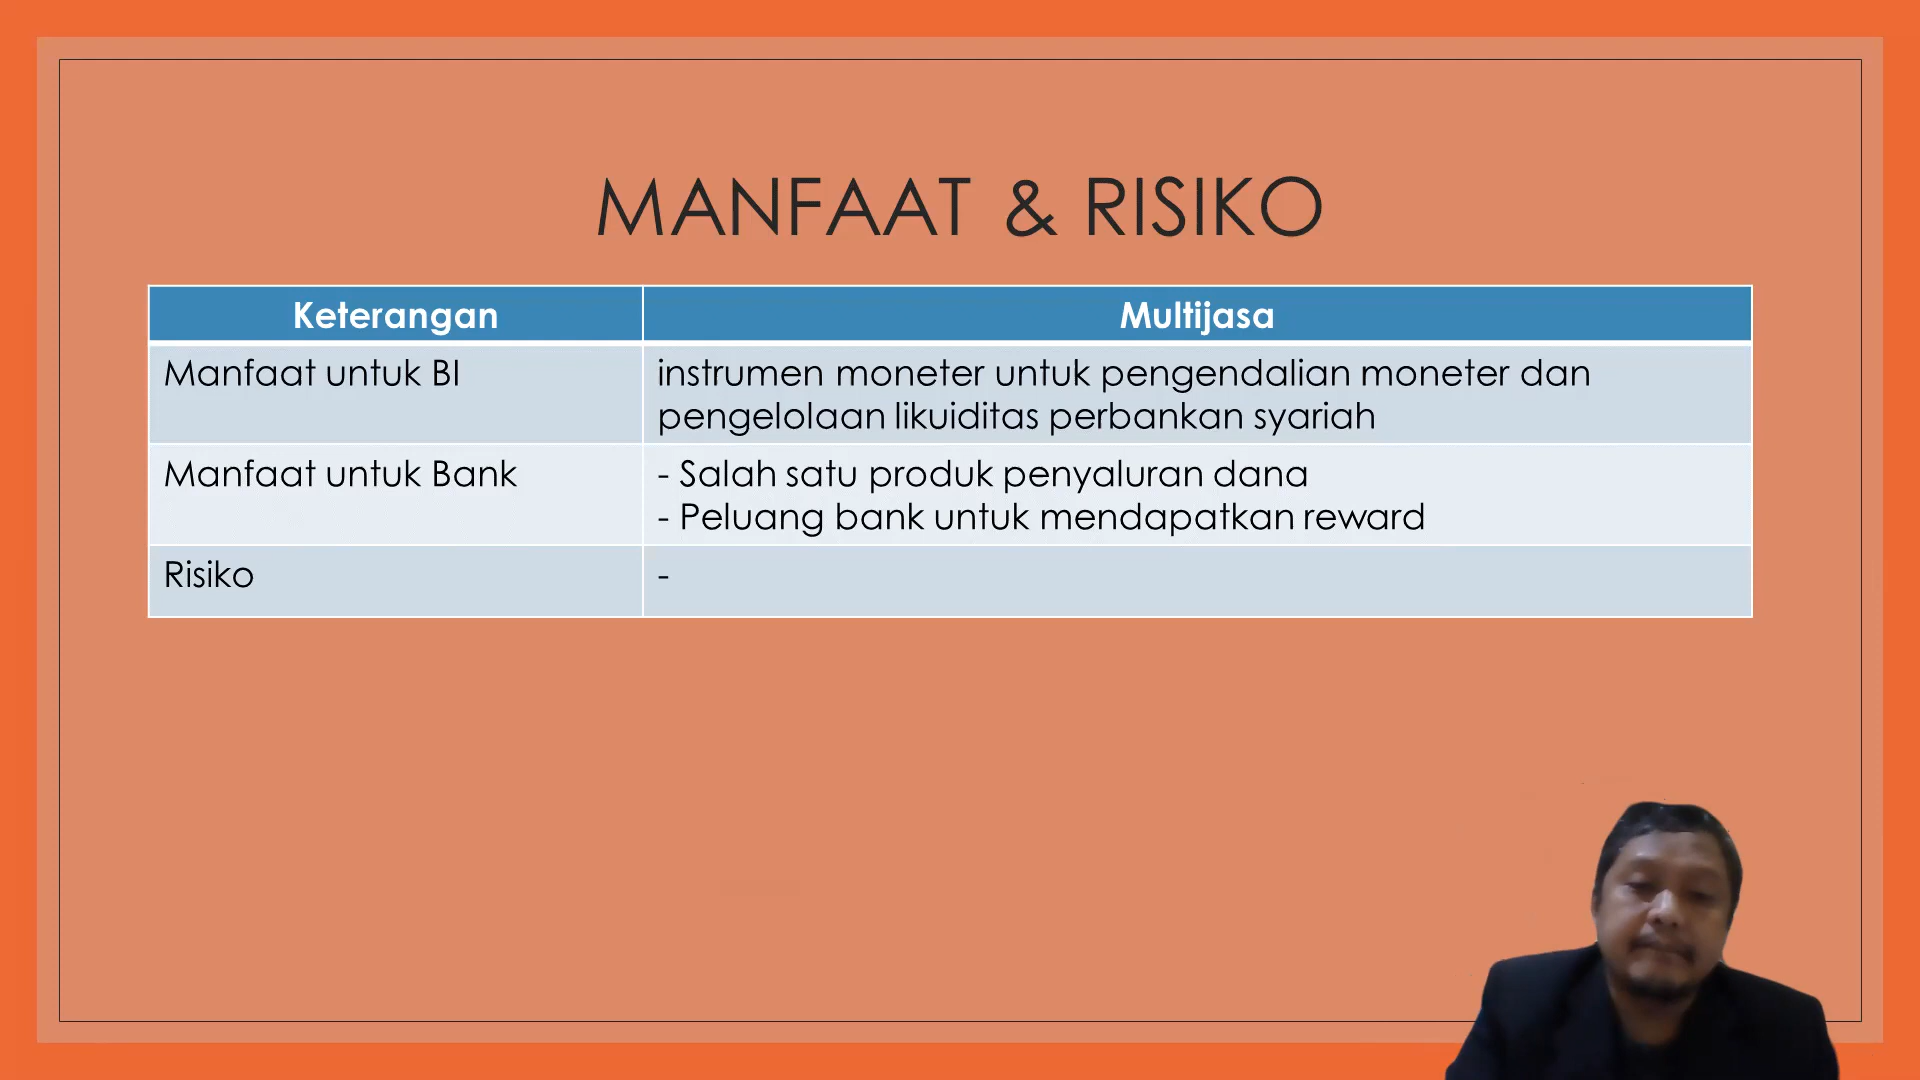 MANFAAT & RISIKO
Keterangan
Multijasa
Manfaat untuk BI
instrumen moneter untuk pengendalian moneter dan
pengelolaan likuiditas perbankan syariah
Manfaat untuk Bank
- Salah satu produk penyaluran dana
- Peluang bank untuk mendapatkan reward
Risiko
-